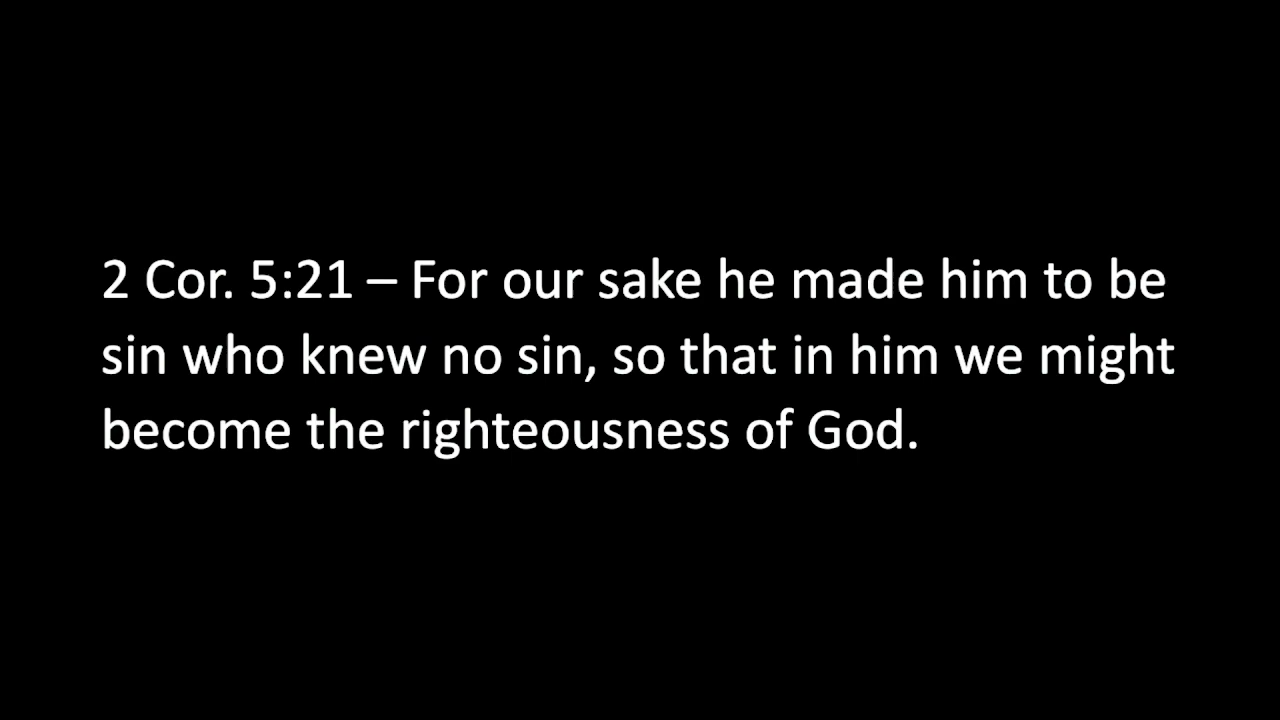 2 Cor. 5:21 – For our sake he made him to be
sin who knew no sin, so that in him we might
become the righteousness of God.